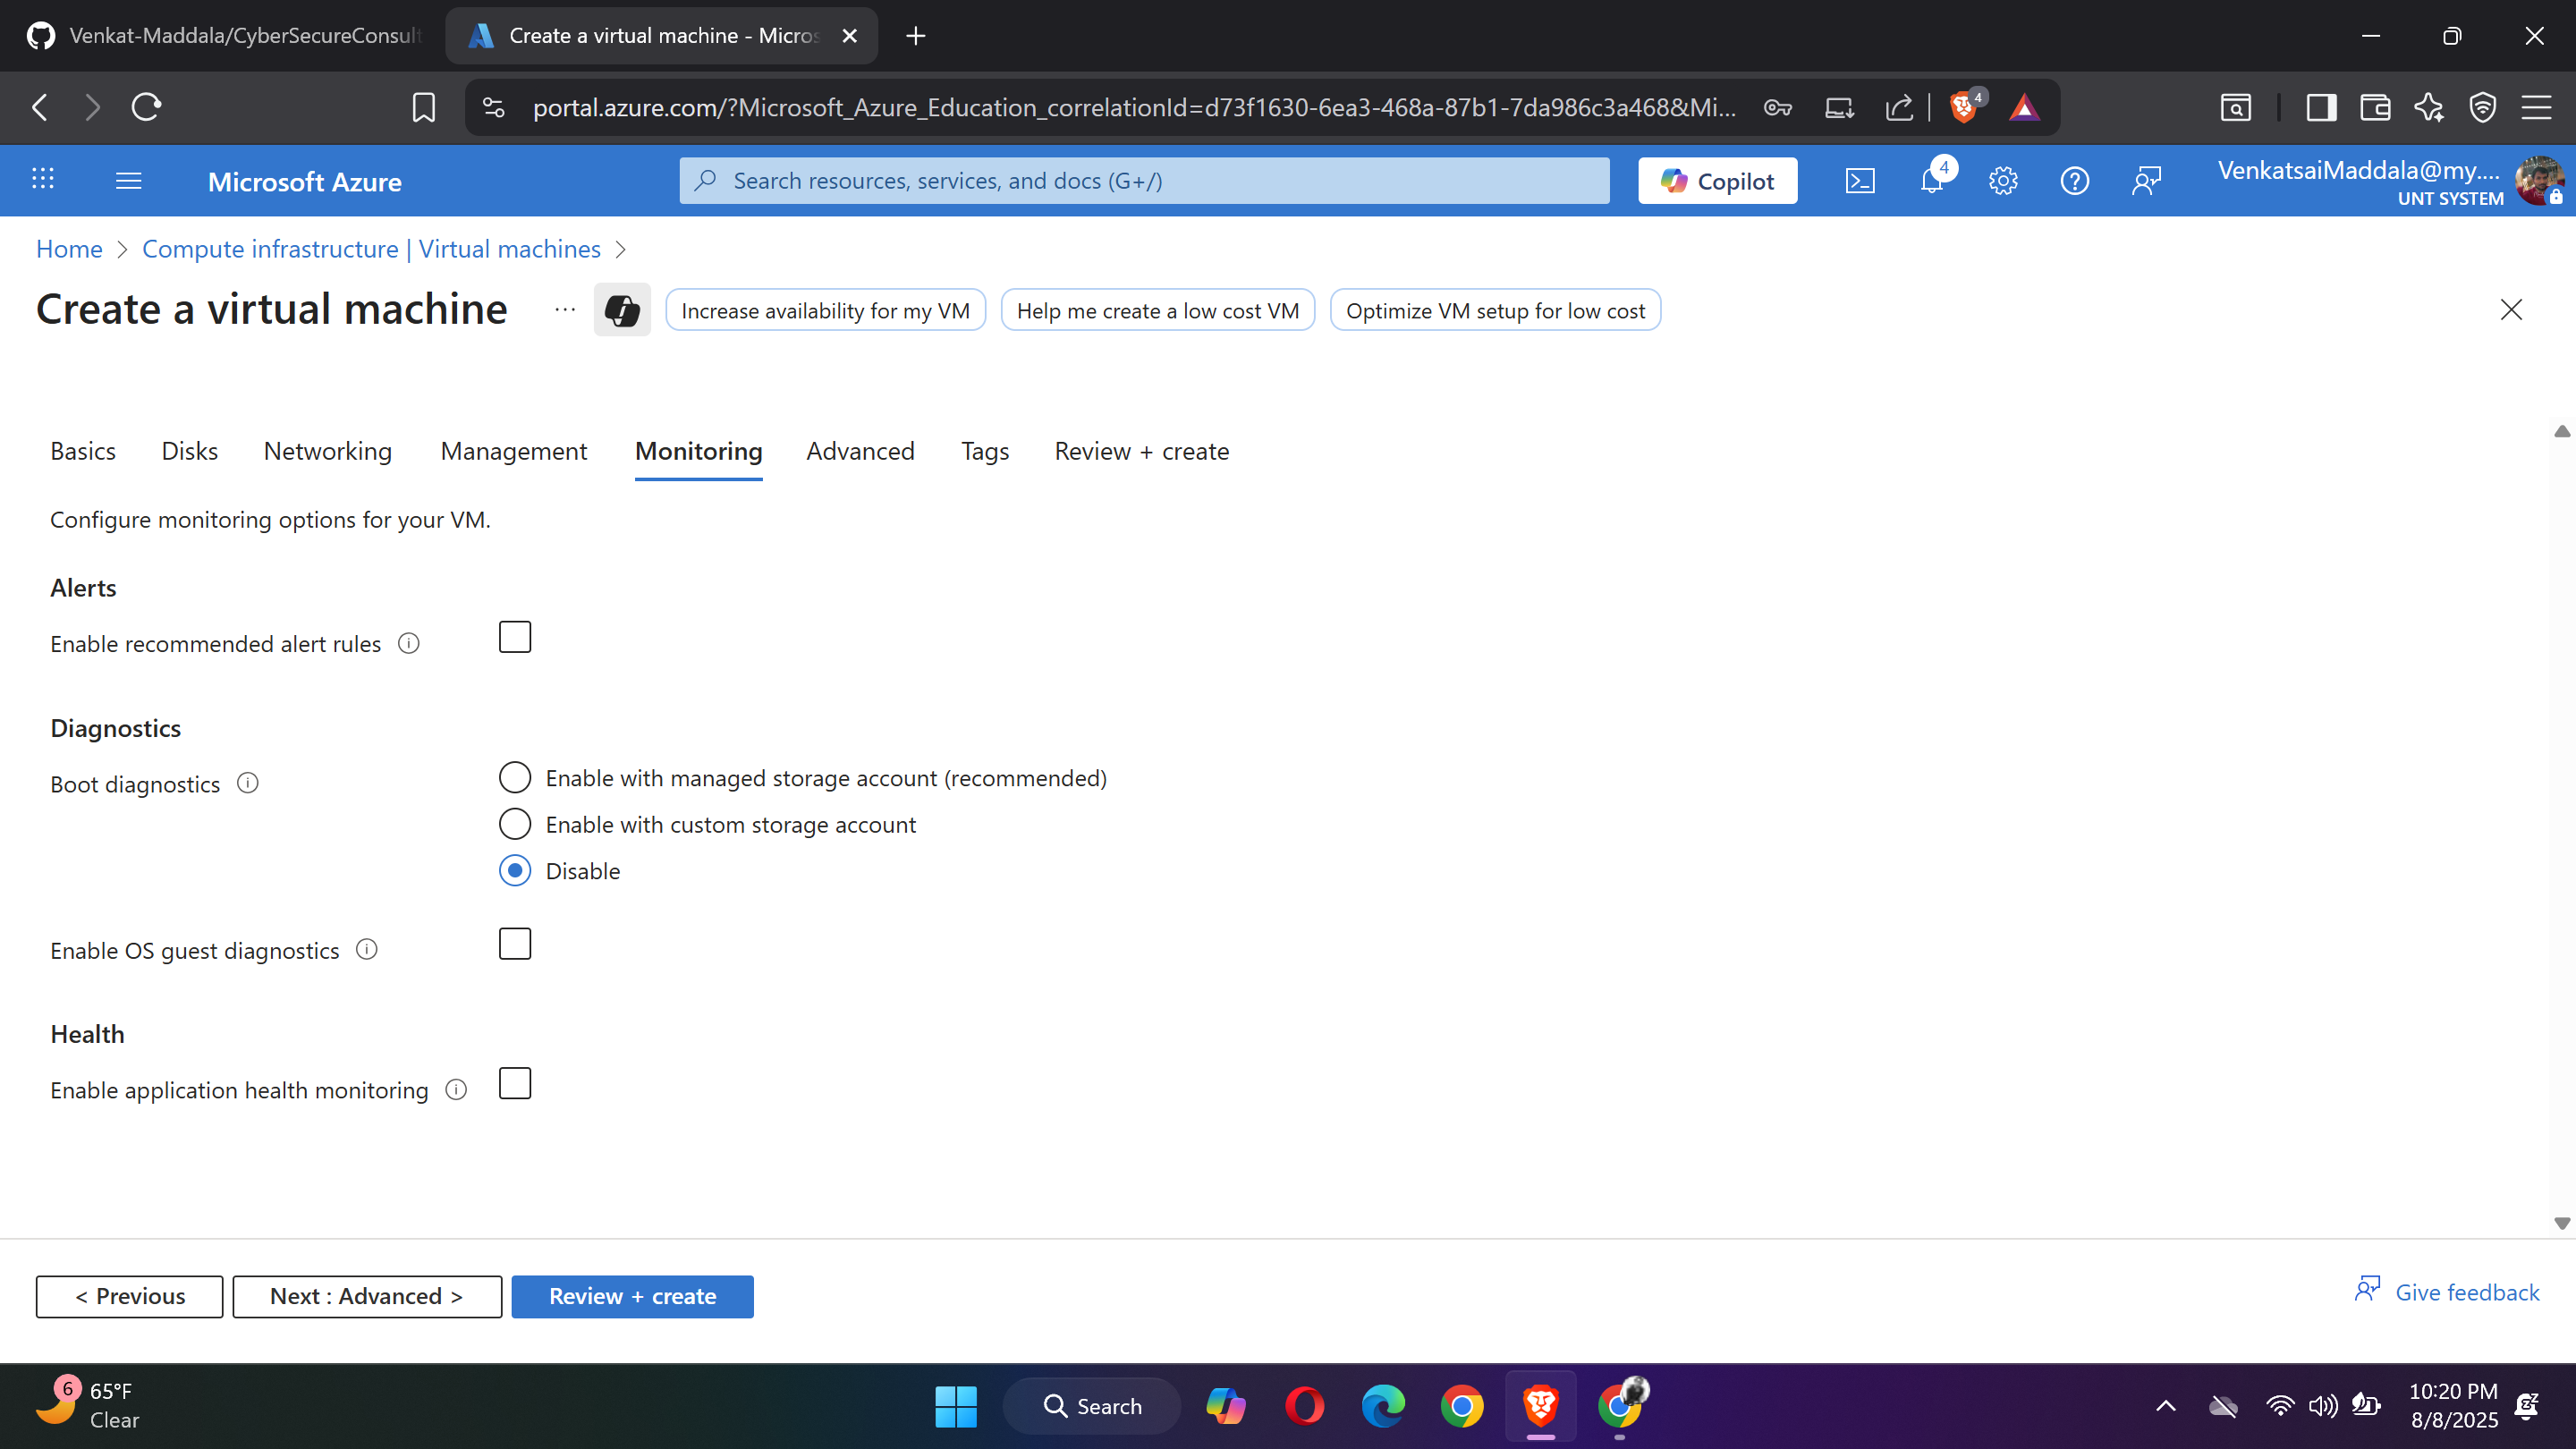 Venkat-Maddala/CyberSecureConsult
Create a virtual machine - Micros
portal.azure.com/?Microsoft_Azure_Education_correlationId=d73f1630-6ea3-468a-87b1-7da986c3a468&Mi...
4
Microsoft Azure
Search resources, services, and docs (G+/)
Copilot
4
VenkatsaiMaddala@my....
UNT SYSTEM
Home > Compute infrastructure | Virtual machines >
Create a virtual machine ...
Increase availability for my VM
Help me create a low cost VM
Optimize VM setup for low cost
Basics Disks Networking Management Monitoring Advanced Tags Review + create
Configure monitoring options for your VM.
Alerts
Enable recommended alert rules
Diagnostics
Boot diagnostics
Enable with managed storage account (recommended)
Enable with custom storage account
Disable
Enable OS guest diagnostics
Health
Enable application health monitoring
< Previous
Next : Advanced >
Review + create
Give feedback
6
65°F
Clear
Search
10:20 PM
8/8/2025